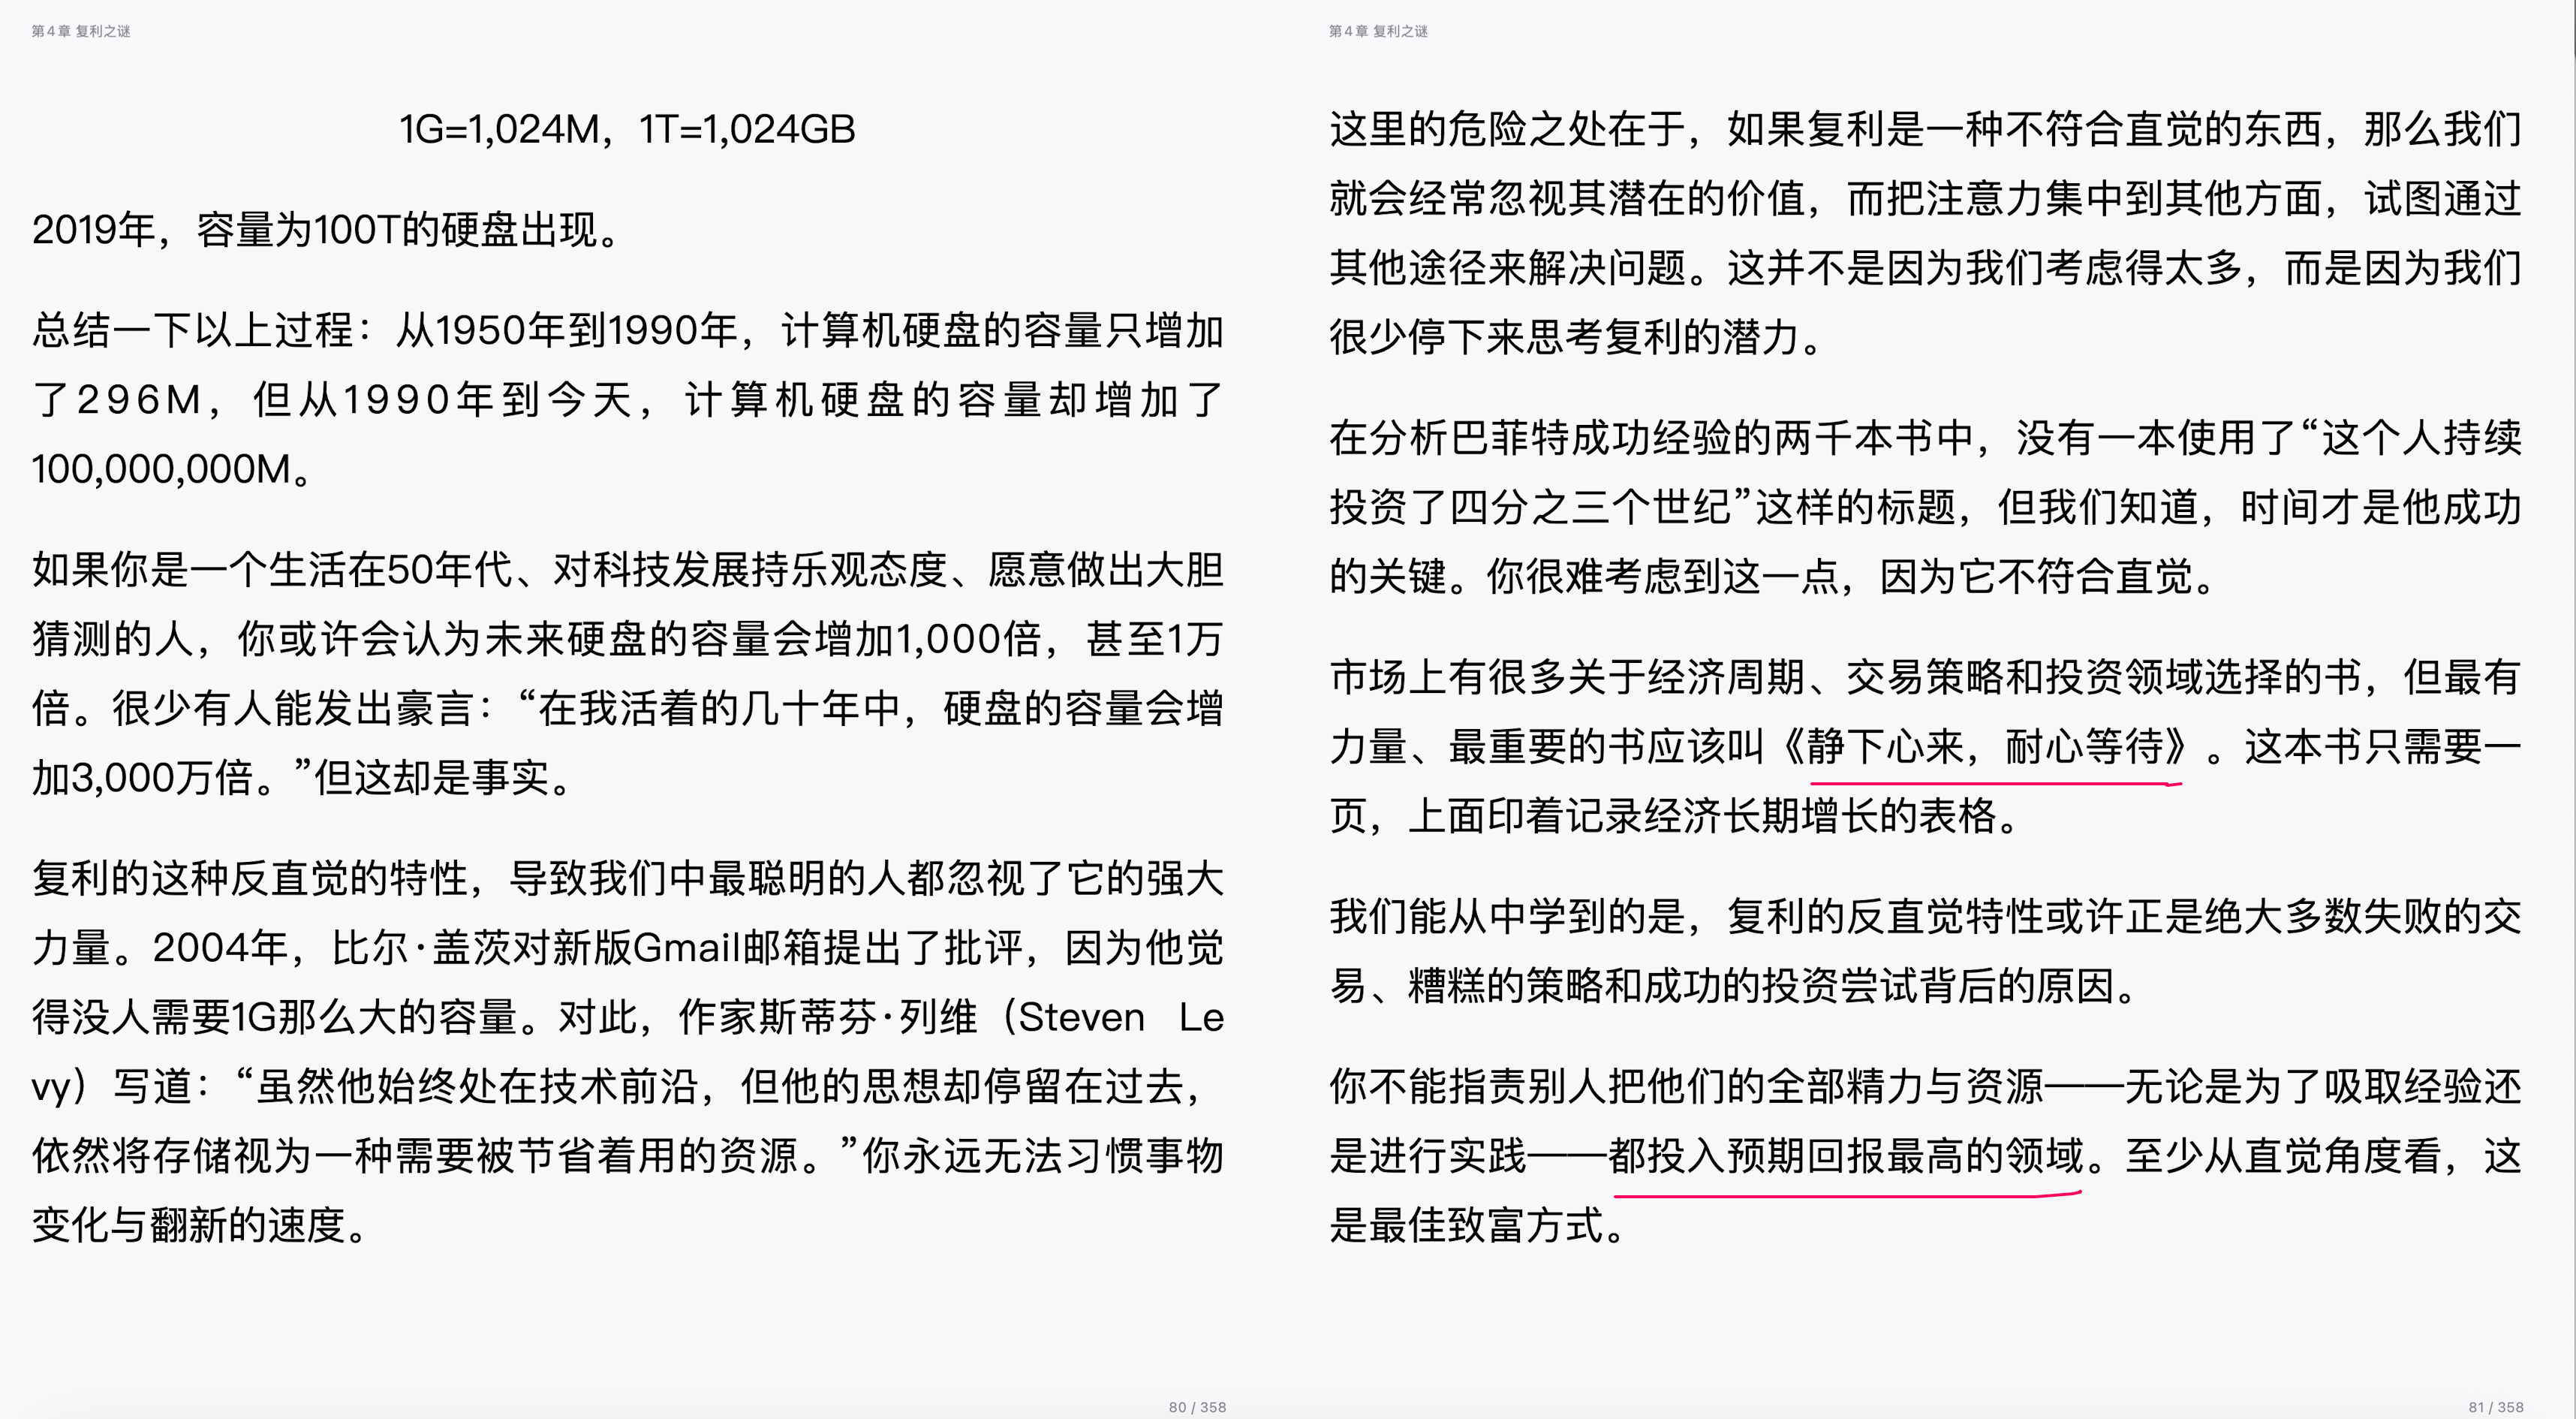 第4章 复利之谜
1G=1,024M，1T=1,024GB
2019年，容量为100T的硬盘出现。
总结一下以上过程：从1950年到1990年，计算机硬盘的容量只增加
了296M，但从1990年到今天，计算机硬盘的容量却增加了
100,000,000M。
如果你是一个生活在50年代、对科技发展持乐观态度、愿意做出大胆
猜测的人，你或许会认为未来硬盘的容量会增加1,000倍，甚至1万
倍。很少有人能发出豪言：“在我活着的几十年中，硬盘的容量会增
加3,000万倍。”但这却是事实。
复利的这种反直觉的特性，导致我们中最聪明的人都忽视了它的强大
力量。2004年，比尔·盖茨对新版Gmail邮箱提出了批评，因为他觉
得没人需要1G那么大的容量。对此，作家斯蒂芬·列维（Steven Le
vy）写道：“虽然他始终处在技术前沿，但他的思想却停留在过去，
依然将存储视为一种需要被节省着用的资源。”你永远无法习惯事物
变化与翻新的速度。
80 / 358
第4章 复利之谜
这里的危险之处在于，如果复利是一种不符合直觉的东西，那么我们
就会经常忽视其潜在的价值，而把注意力集中到其他方面，试图通过
其他途径来解决问题。这并不是因为我们考虑得太多，而是因为我们
很少停下来思考复利的潜力。
在分析巴菲特成功经验的两千本书中，没有一本使用了“这个人持续
投资了四分之三个世纪”这样的标题，但我们知道，时间才是他成功
的关键。你很难考虑到这一点，因为它不符合直觉。
市场上有很多关于经济周期、交易策略和投资领域选择的书，但最有
力量、最重要的书应该叫《静下心来，耐心等待》。这本书只需要一
页，上面印着记录经济长期增长的表格。
我们能从中学到的是，复利的反直觉特性或许正是绝大多数失败的交
易、糟糕的策略和成功的投资尝试背后的原因。
你不能指责别人把他们的全部精力与资源——无论是为了吸取经验还
是进行实践——都投入预期回报最高的领域。至少从直觉角度看，这
是最佳致富方式。
81 / 358